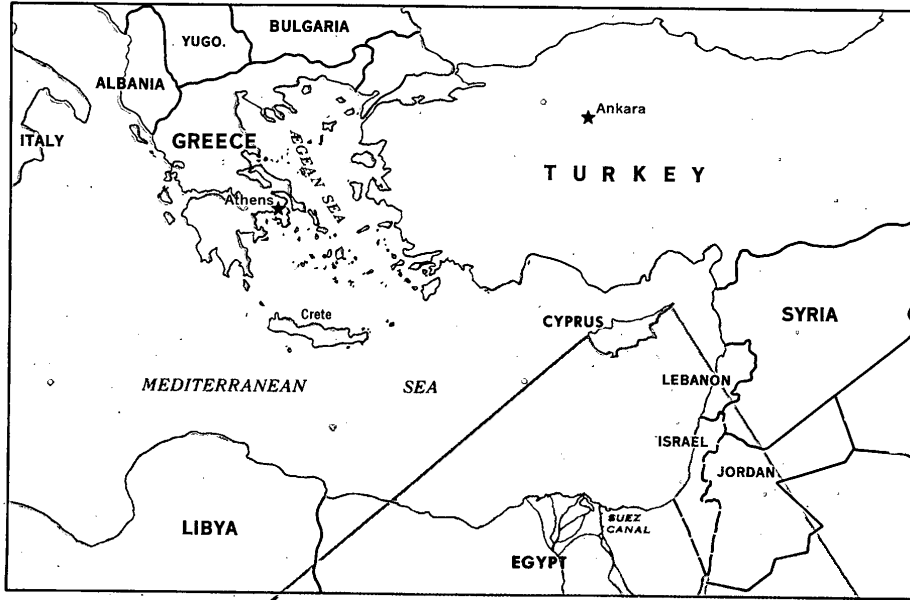 BULGARIA
YUGO.
ALBANIA
ITALY
GREECE
Ankara
ÆGEAN SEA
TURKEY
Athens
Crete
CYPRUS
SYRIA
MEDITERRANEAN SEA
LEBANON
ISRAEL
JORDAN
LIBYA
SUEZ
CANAL
EGYPT